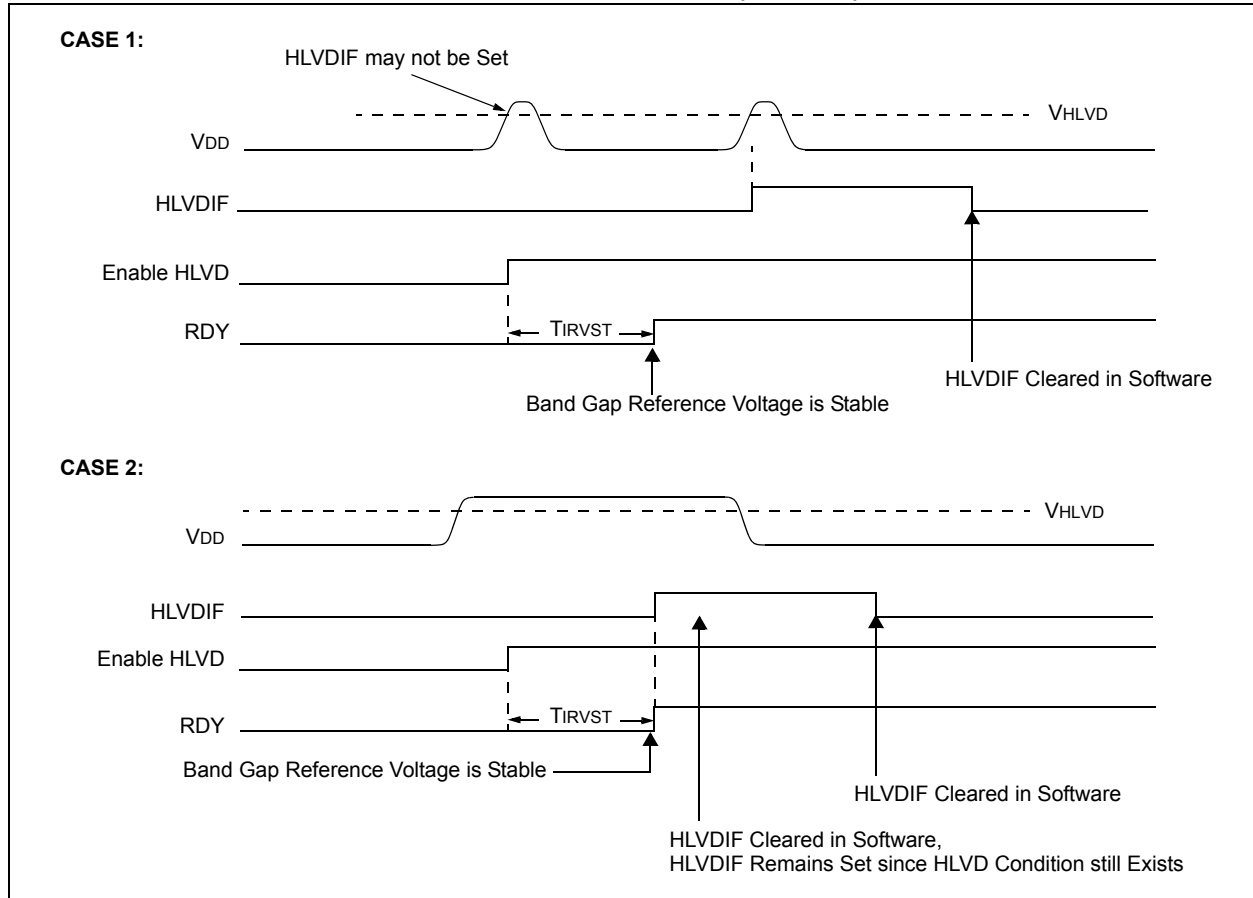 CASE 1:
HLVDIF may not be Set
VHLVD
VDD
HLVDIF
Enable HLVD
TIRVST
RDY
HLVDIF Cleared in Software
Band Gap Reference Voltage is Stable
CASE 2:
VHLVD
VDD
HLVDIF
Enable HLVD
TIRVST
RDY
Band Gap Reference Voltage is Stable
HLVDIF Cleared in Software
HLVDIF Cleared in Software,
HLVDIF Remains Set since HLVD Condition still Exists